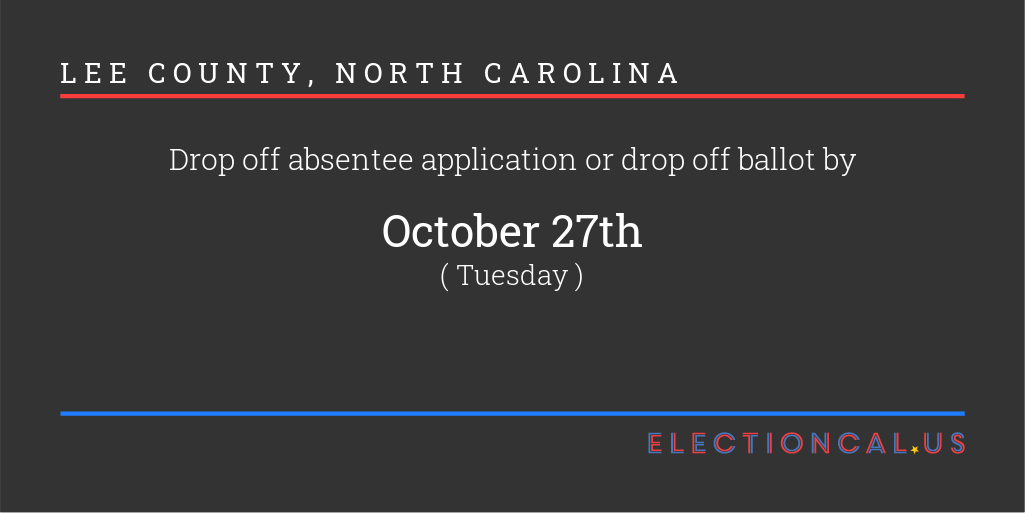 LEE COUNTY, NORTH CAROLINA
Drop off absentee application or drop off ballot by
October 27th
( Tuesday )
ELECTIONCAL.US